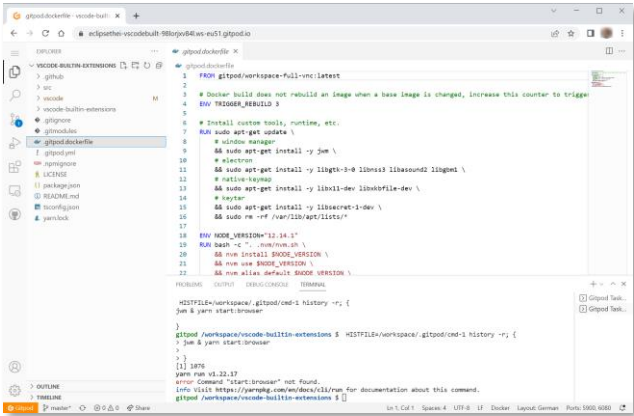 gitpod.dockerfile - vscode-built-
eclipsethei-vscodebuilt-98lorjxv84l.ws-eu51.gitpod.io
EXPLORER
VSCODE-BUILTIN-EXTENSIONS
.github
src
vscode M
vscode-builtin-extensions
.gitignore
.gitmodules
.gitpod.dockerfile
.gitpod.yml
.npmignore
LICENSE
package.json
README.md
tsconfig.json
yarn.lock
OUTLINE
TIMELINE
.gitpod.dockerfile
.gitpod.dockerfile
1 FROM gitpod/workspace-full-vnc:latest
2
3 # Docker build does not rebuild an image when a base image is changed, increase this counter to trigge
4 ENV TRIGGER_REBUILD 3
5
6 # Install custom tools, runtime, etc.
7 RUN sudo apt-get update \
8 # window manager
9 && sudo apt-get install -y jwm \
10 # electron
11 && sudo apt-get install -y libgtk-3-0 libnss3 libasound2 libgbm1 \
12 # native-keymap
13 && sudo apt-get install -y libx11-dev libxkbfile-dev \
14 # keytar
15 && sudo apt-get install -y libsecret-1-dev \
16 && sudo rm -rf /var/lib/apt/lists/*
17
18 ENV NODE_VERSION="12.14.1"
19 RUN bash -c ". .nvm/nvm.sh \
20 && nvm install $NODE_VERSION \
21 && nvm use $NODE_VERSION \
22 && nvm alias default $NODE_VERSION \
PROBLEMS OUTPUT DEBUG CONSOLE TERMINAL
HISTFILE=/workspace/.gitpod/cmd-1 history -r; {
jwm & yarn start:browser
}
gitpod /workspace/vscode-builtin-extensions $ HISTFILE=/workspace/.gitpod/cmd-1 history -r; {
> jwm & yarn start:browser
>
> }
[1] 1076
yarn run v1.22.17
error Command "start:browser" not found.
info Visit https://yarnpkg.com/en/docs/cli/run for documentation about this command.
gitpod /workspace/vscode-builtin-extensions $
Gitpod Task...
Gitpod Task...
Gitpod master* 0 0 0 Share Ln 1, Col 1 Spaces: 4 UTF-8 LF Docker Layout: German Ports: 5900, 6080